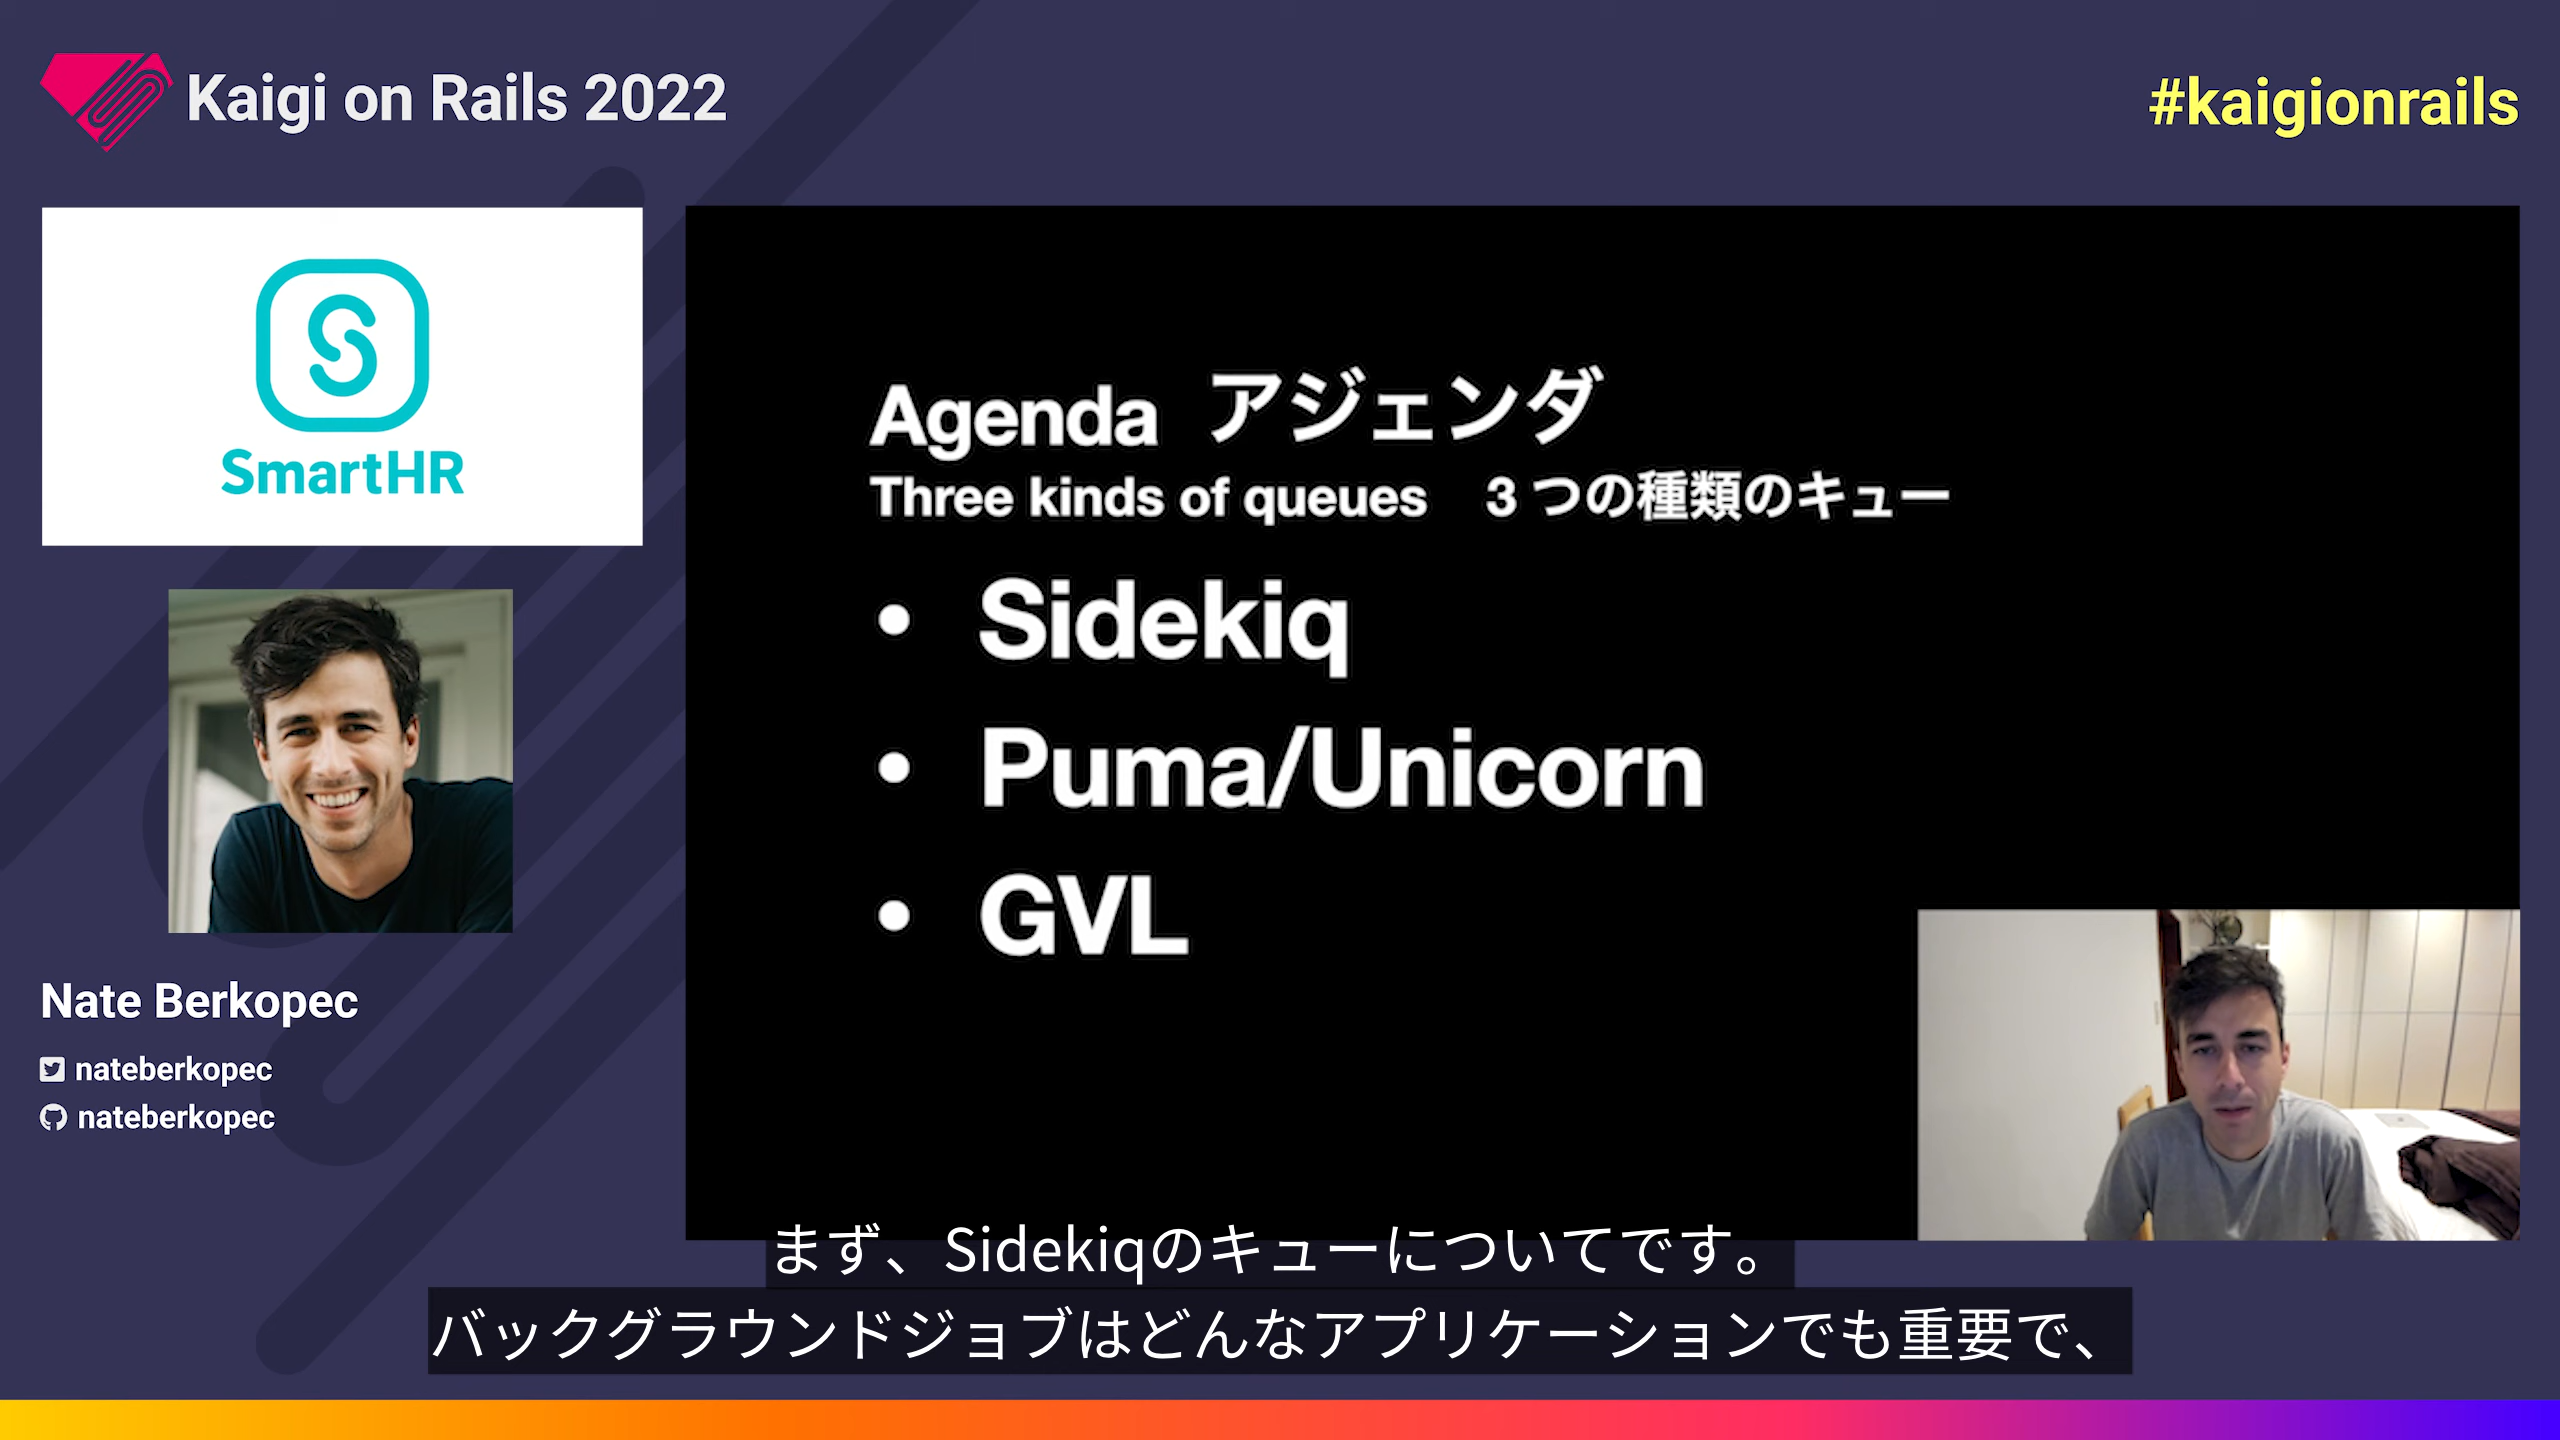 Kaigi on Rails 2022
#kaigionrails
SmartHR
Nate Berkopec
nateberkopec
nateberkopec
Agenda アジェンダ
Three kinds of queues 3つの種類のキュー
• Sidekiq
• Puma/Unicorn
• GVL
まず、Sidekiqのキューについてです。
バックグラウンドジョブはどんなアプリケーションでも重要で、